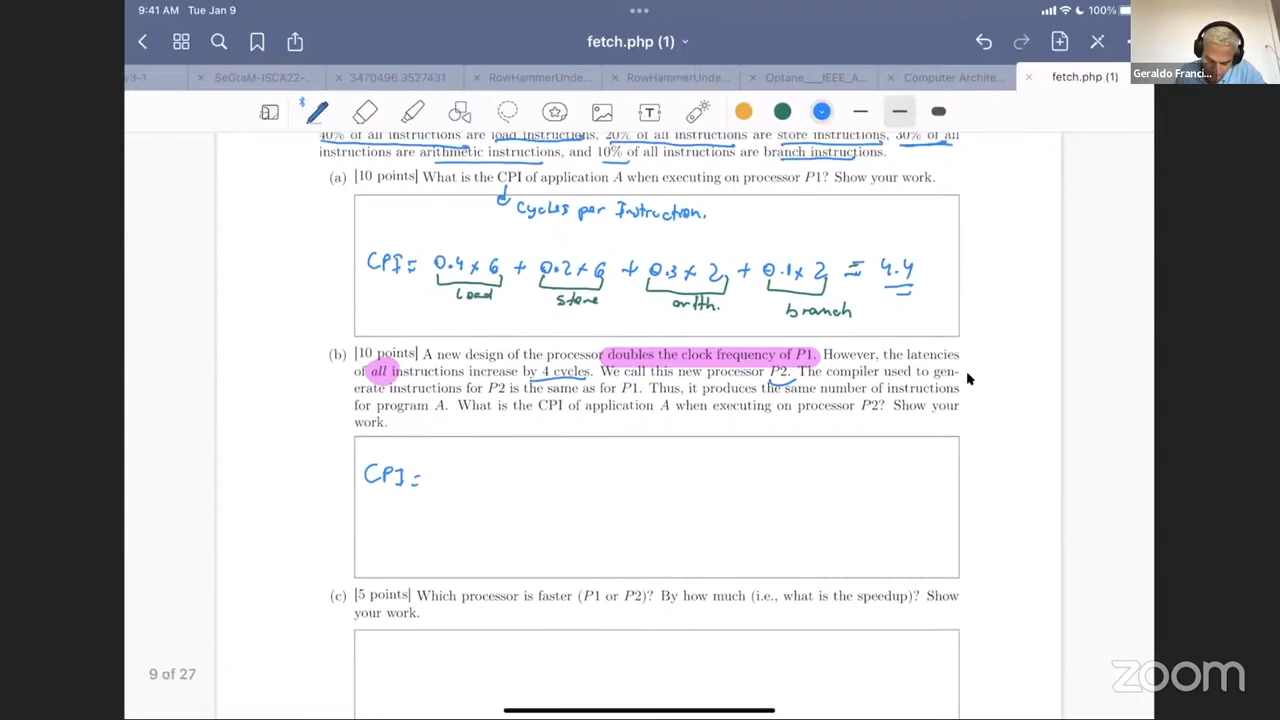 9:41 AM Tue Jan 9
100%
fetch.php (1)
Geraldo Franci...
y3-1
SeGraM-ISCA22-...
3470496.3527431
RowHammerUnde...
RowHammerUnde...
Optane___IEEE_A...
Computer Archite...
fetch.php (1)
40% of all instructions are load instructions, 20% of all instructions are store instructions, 30% of all
instructions are arithmetic instructions, and 10% of all instructions are branch instructions.
(a) [10 points] What is the CPI of application A when executing on processor P1? Show your work.
Cycles per Instruction.
CPI = 0.4 x 6 + 0.2 x 6 + 0.3 x 2 + 0.1 x 2 = 4.4
load store arith. branch
(b) [10 points] A new design of the processor doubles the clock frequency of P1. However, the latencies
of all instructions increase by 4 cycles. We call this new processor P2. The compiler used to gen-
erate instructions for P2 is the same as for P1. Thus, it produces the same number of instructions
for program A. What is the CPI of application A when executing on processor P2? Show your
work.
CPI =
(c) [5 points] Which processor is faster (P1 or P2)? By how much (i.e., what is the speedup)? Show
your work.
9 of 27
zoom